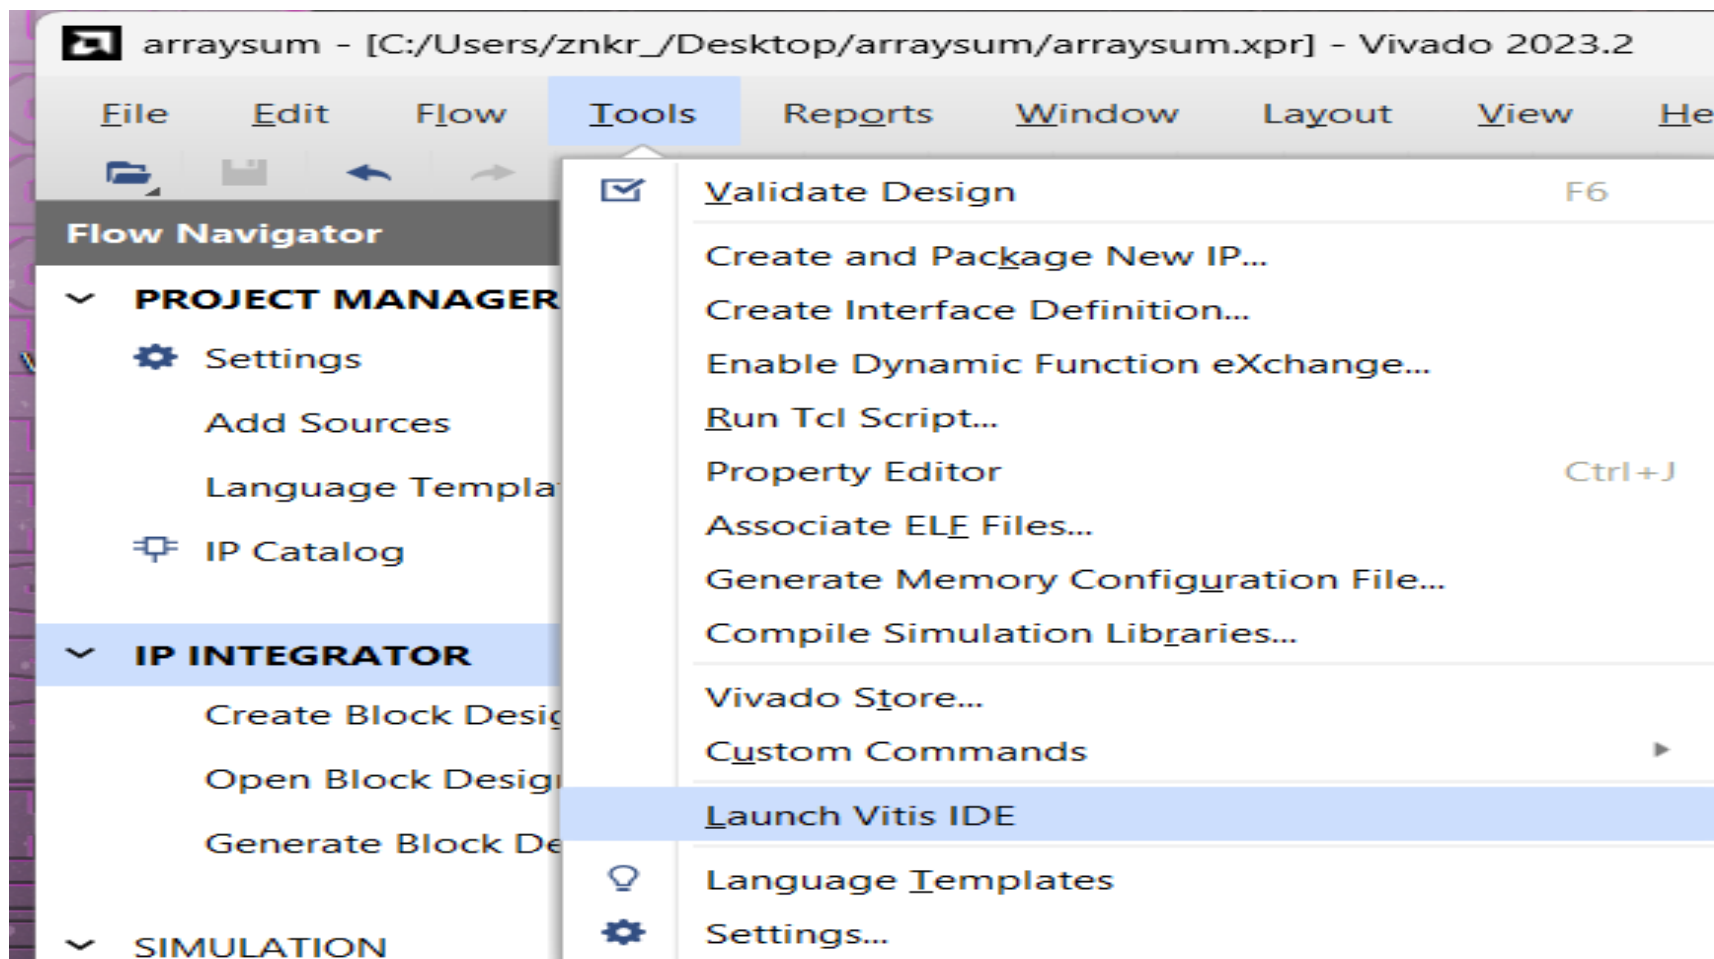 arraysum - [C:/Users/znkr_/Desktop/arraysum/arraysum.xpr] - Vivado 2023.2
File Edit Flow Tools Reports Window Layout View He
Flow Navigator
PROJECT MANAGER
Settings
Add Sources
Language Templa
IP Catalog
IP INTEGRATOR
Create Block Desig
Open Block Design
Generate Block De
SIMULATION
Validate Design F6
Create and Package New IP...
Create Interface Definition...
Enable Dynamic Function eXchange...
Run Tcl Script...
Property Editor Ctrl+J
Associate ELF Files...
Generate Memory Configuration File...
Compile Simulation Libraries...
Vivado Store...
Custom Commands
Launch Vitis IDE
Language Templates
Settings...